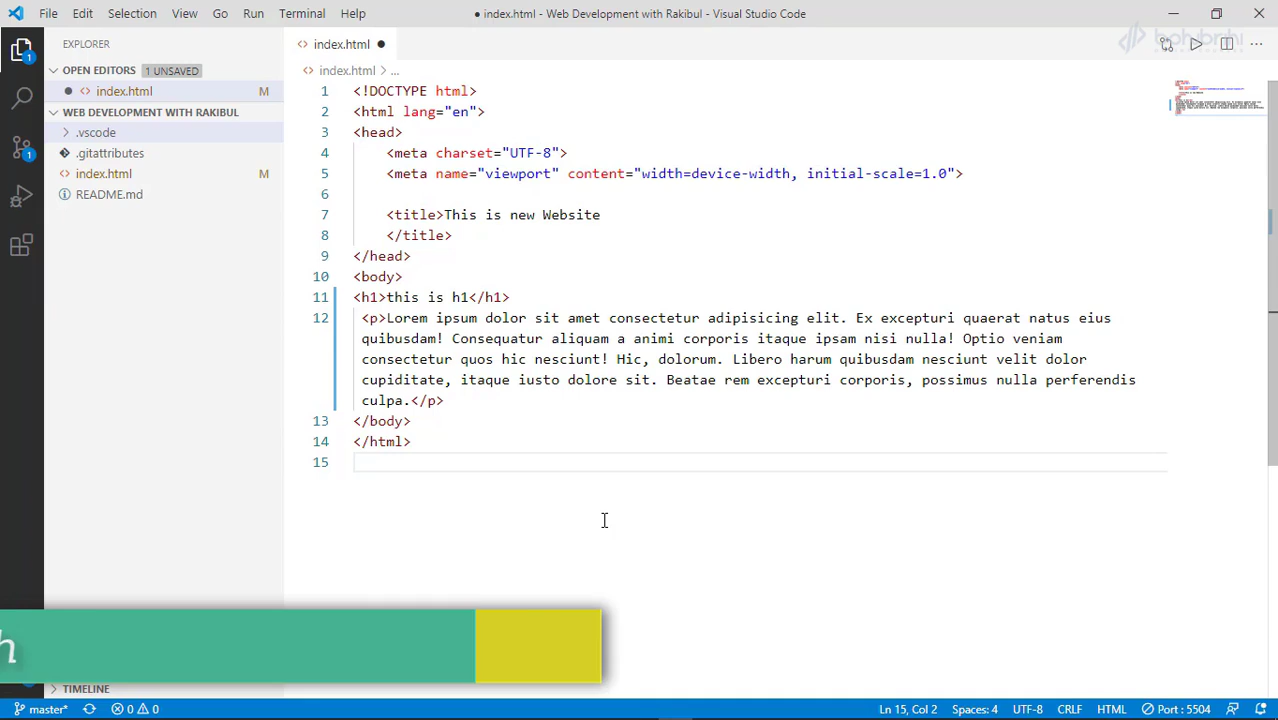 File Edit Selection View Go Run Terminal Help
● index.html - Web Development with Rakibul - Visual Studio Code
bohubrihi
EXPLORER
OPEN EDITORS 1 UNSAVED
● <> index.html M
WEB DEVELOPMENT WITH RAKIBUL
.vscode
.gitattributes
<> index.html M
README.md
TIMELINE
<> index.html ●
<> index.html > ...
1 <!DOCTYPE html>
2 <html lang="en">
3 <head>
4 <meta charset="UTF-8">
5 <meta name="viewport" content="width=device-width, initial-scale=1.0">
6
7 <title>This is new Website
8 </title>
9 </head>
10 <body>
11 <h1>this is h1</h1>
12 <p>Lorem ipsum dolor sit amet consectetur adipisicing elit. Ex excepturi quaerat natus eius
quibusdam! Consequatur aliquam a animi corporis itaque ipsam nisi nulla! Optio veniam
consectetur quos hic nesciunt! Hic, dolorum. Libero harum quibusdam nesciunt velit dolor
cupiditate, itaque iusto dolore sit. Beatae rem excepturi corporis, possimus nulla perferendis
culpa.</p>
13 </body>
14 </html>
15
h
master* 0 0
Ln 15, Col 2 Spaces: 4 UTF-8 CRLF HTML Port : 5504